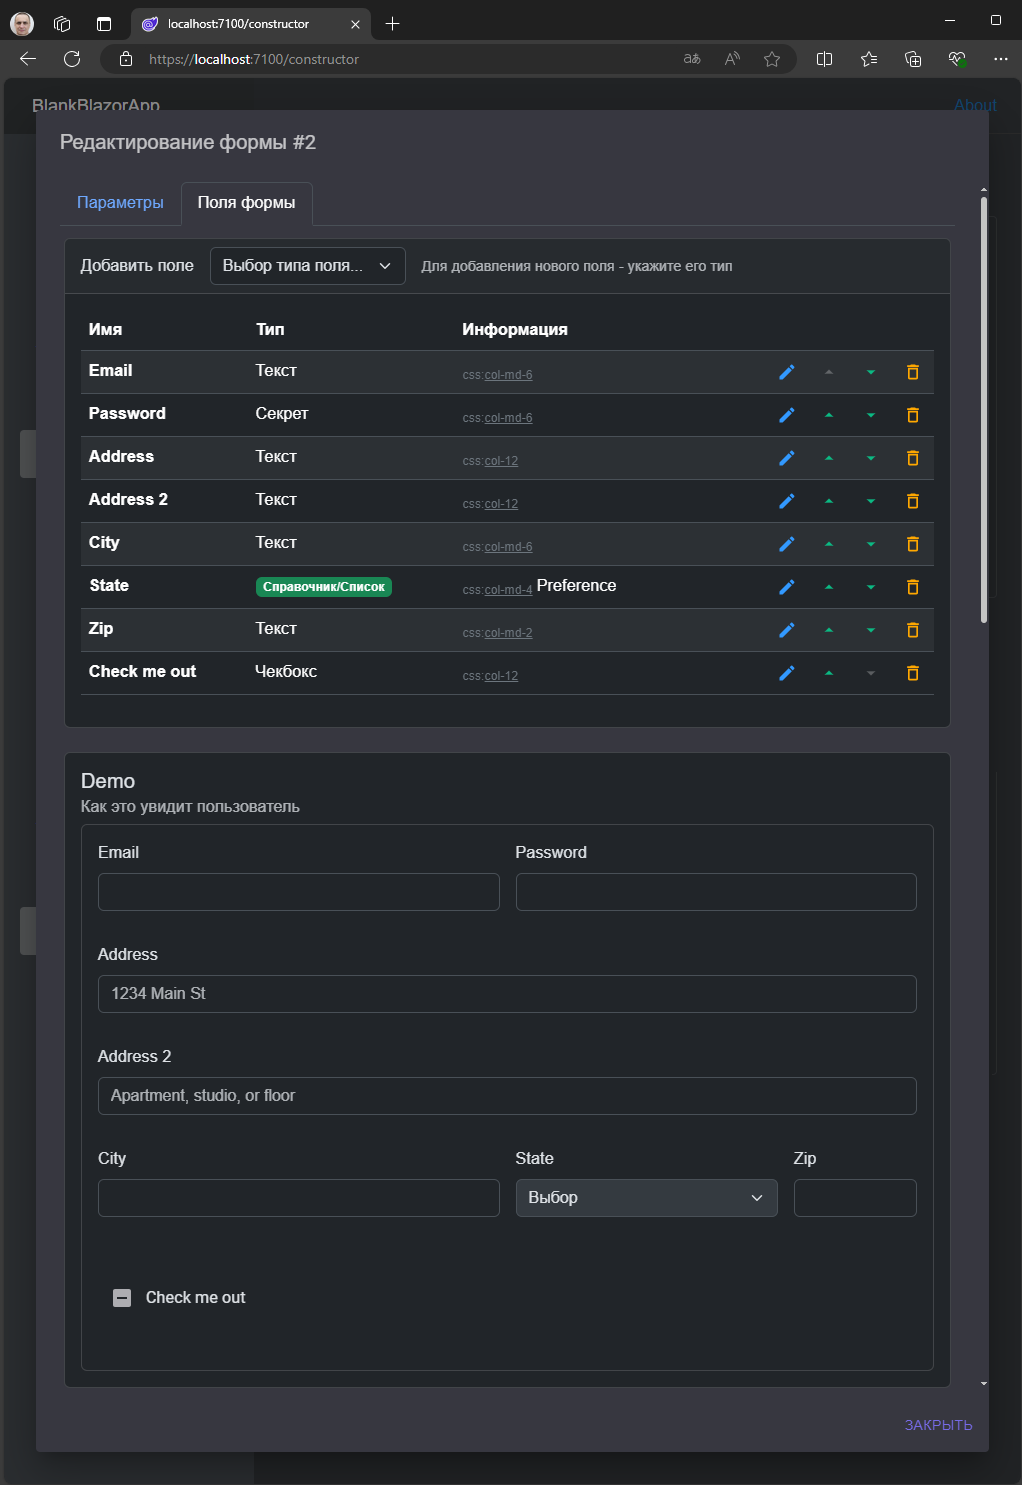 localhost:7100/constructor
https://localhost:7100/constructor
BlankBlazorApp
About
Редактирование формы #2
Параметры
Поля формы
Добавить поле
Выбор типа поля...
Для добавления нового поля - укажите его тип
Имя Тип Информация
Email Текст css:col-md-6
Password Секрет css:col-md-6
Address Текст css:col-12
Address 2 Текст css:col-12
City Текст css:col-md-6
State Справочник/Список css:col-md-4 Preference
Zip Текст css:col-md-2
Check me out Чекбокс css:col-12
Demo
Как это увидит пользователь
Email Password
Address
1234 Main St
Address 2
Apartment, studio, or floor
City State Zip
Выбор
Check me out
ЗАКРЫТЬ